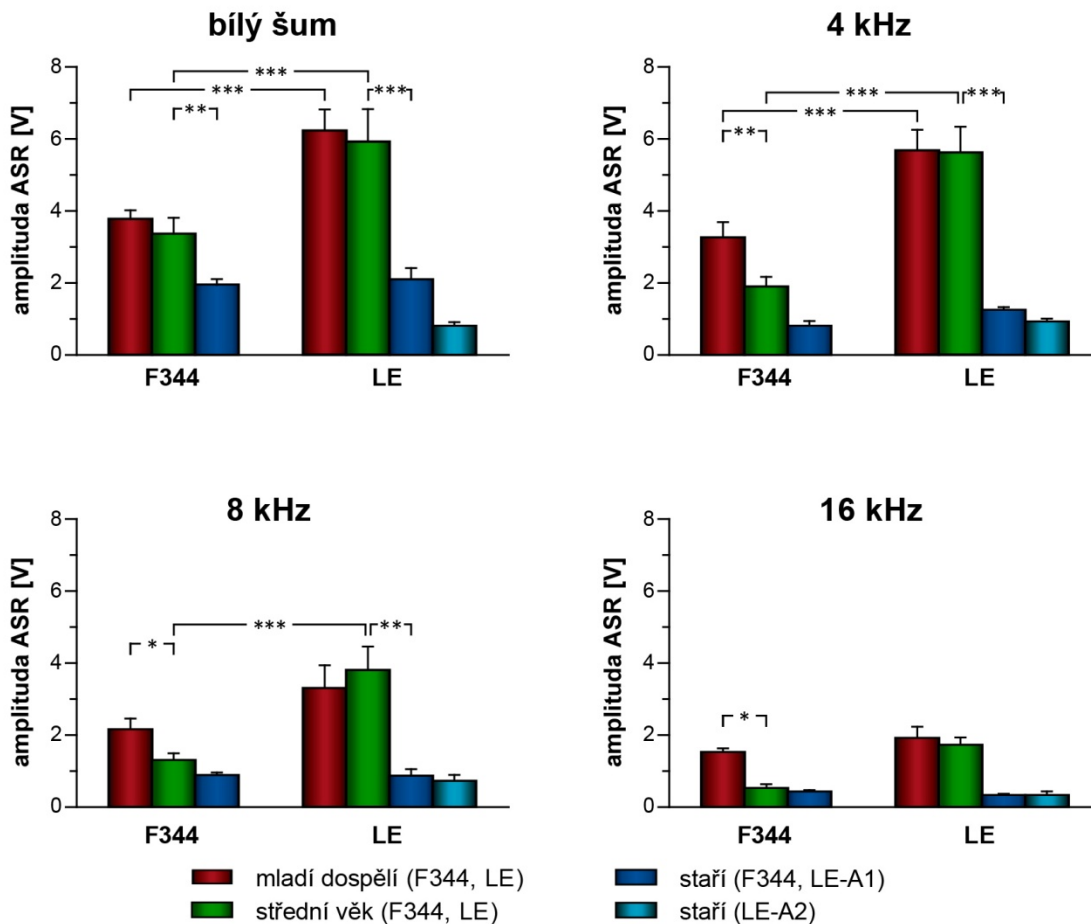 bílý šum
8
6
4
2
0
amplituda ASR [V]
***
***
**
***
F344
LE
4 kHz
8
6
4
2
0
amplituda ASR [V]
***
***
***
**
F344
LE
8 kHz
8
6
4
2
0
amplituda ASR [V]
***
**
*
F344
LE
16 kHz
8
6
4
2
0
amplituda ASR [V]
*
F344
LE
mladí dospělí (F344, LE)
střední věk (F344, LE)
staří (F344, LE-A1)
staří (LE-A2)